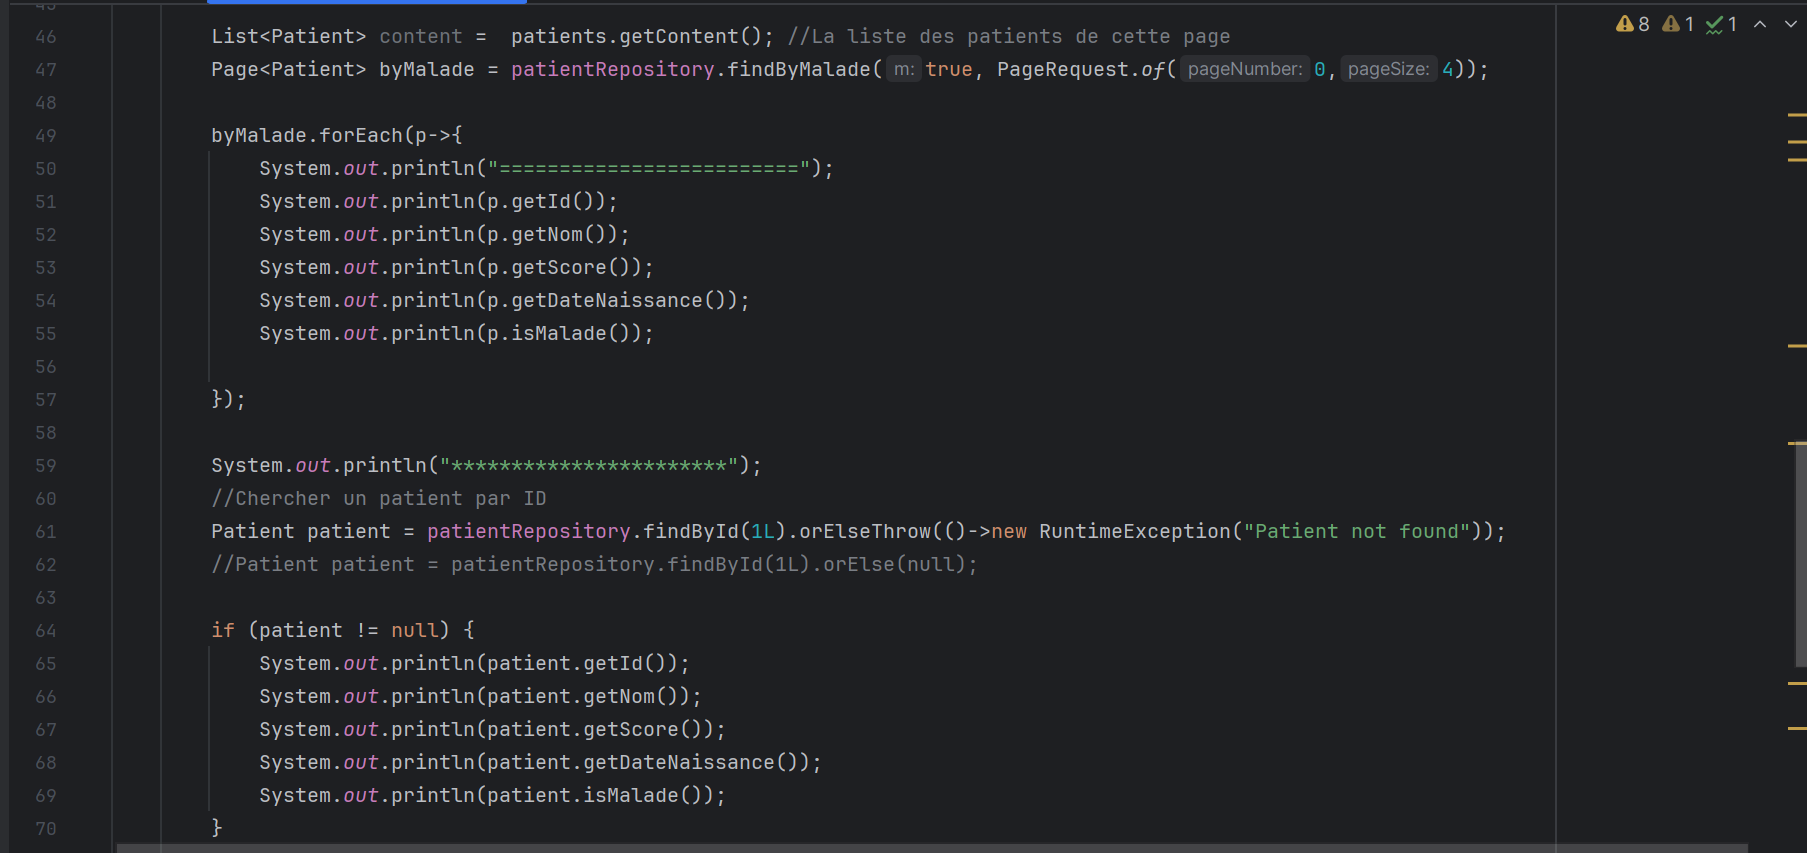 45
8 1 1
46 List<Patient> content =  patients.getContent(); //La liste des patients de cette page
47 Page<Patient> byMalade = patientRepository.findByMalade( m: true, PageRequest.of( pageNumber: 0, pageSize: 4));
48
49 byMalade.forEach(p->{
50     System.out.println("=========================");
51     System.out.println(p.getId());
52     System.out.println(p.getNom());
53     System.out.println(p.getScore());
54     System.out.println(p.getDateNaissance());
55     System.out.println(p.isMalade());
56
57 });
58
59 System.out.println("***********************");
60 //Chercher un patient par ID
61 Patient patient = patientRepository.findById(1L).orElseThrow(()->new RuntimeException("Patient not found"));
62 //Patient patient = patientRepository.findById(1L).orElse(null);
63
64 if (patient != null) {
65     System.out.println(patient.getId());
66     System.out.println(patient.getNom());
67     System.out.println(patient.getScore());
68     System.out.println(patient.getDateNaissance());
69     System.out.println(patient.isMalade());
70 }